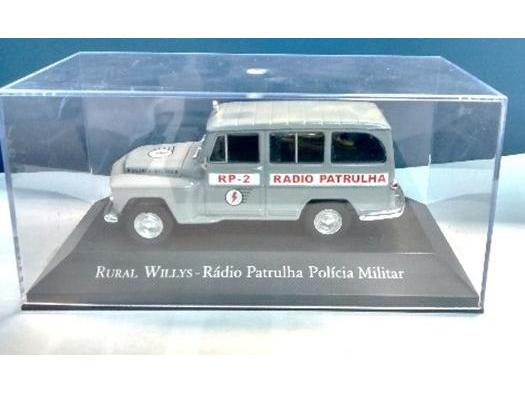 RP-2 RADIO PATRULHA
RURAL WILLYS - Rádio Patrulha Polícia Militar